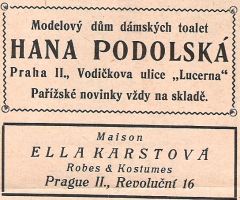 Modelový dům dámských toalet
HANA PODOLSKÁ
Praha II., Vodičkova ulice „Lucerna“
Pařížské novinky vždy na skladě.
Maison
ELLA KARSTOVÁ
Robes & Kostumes
Prague II., Revoluční 16